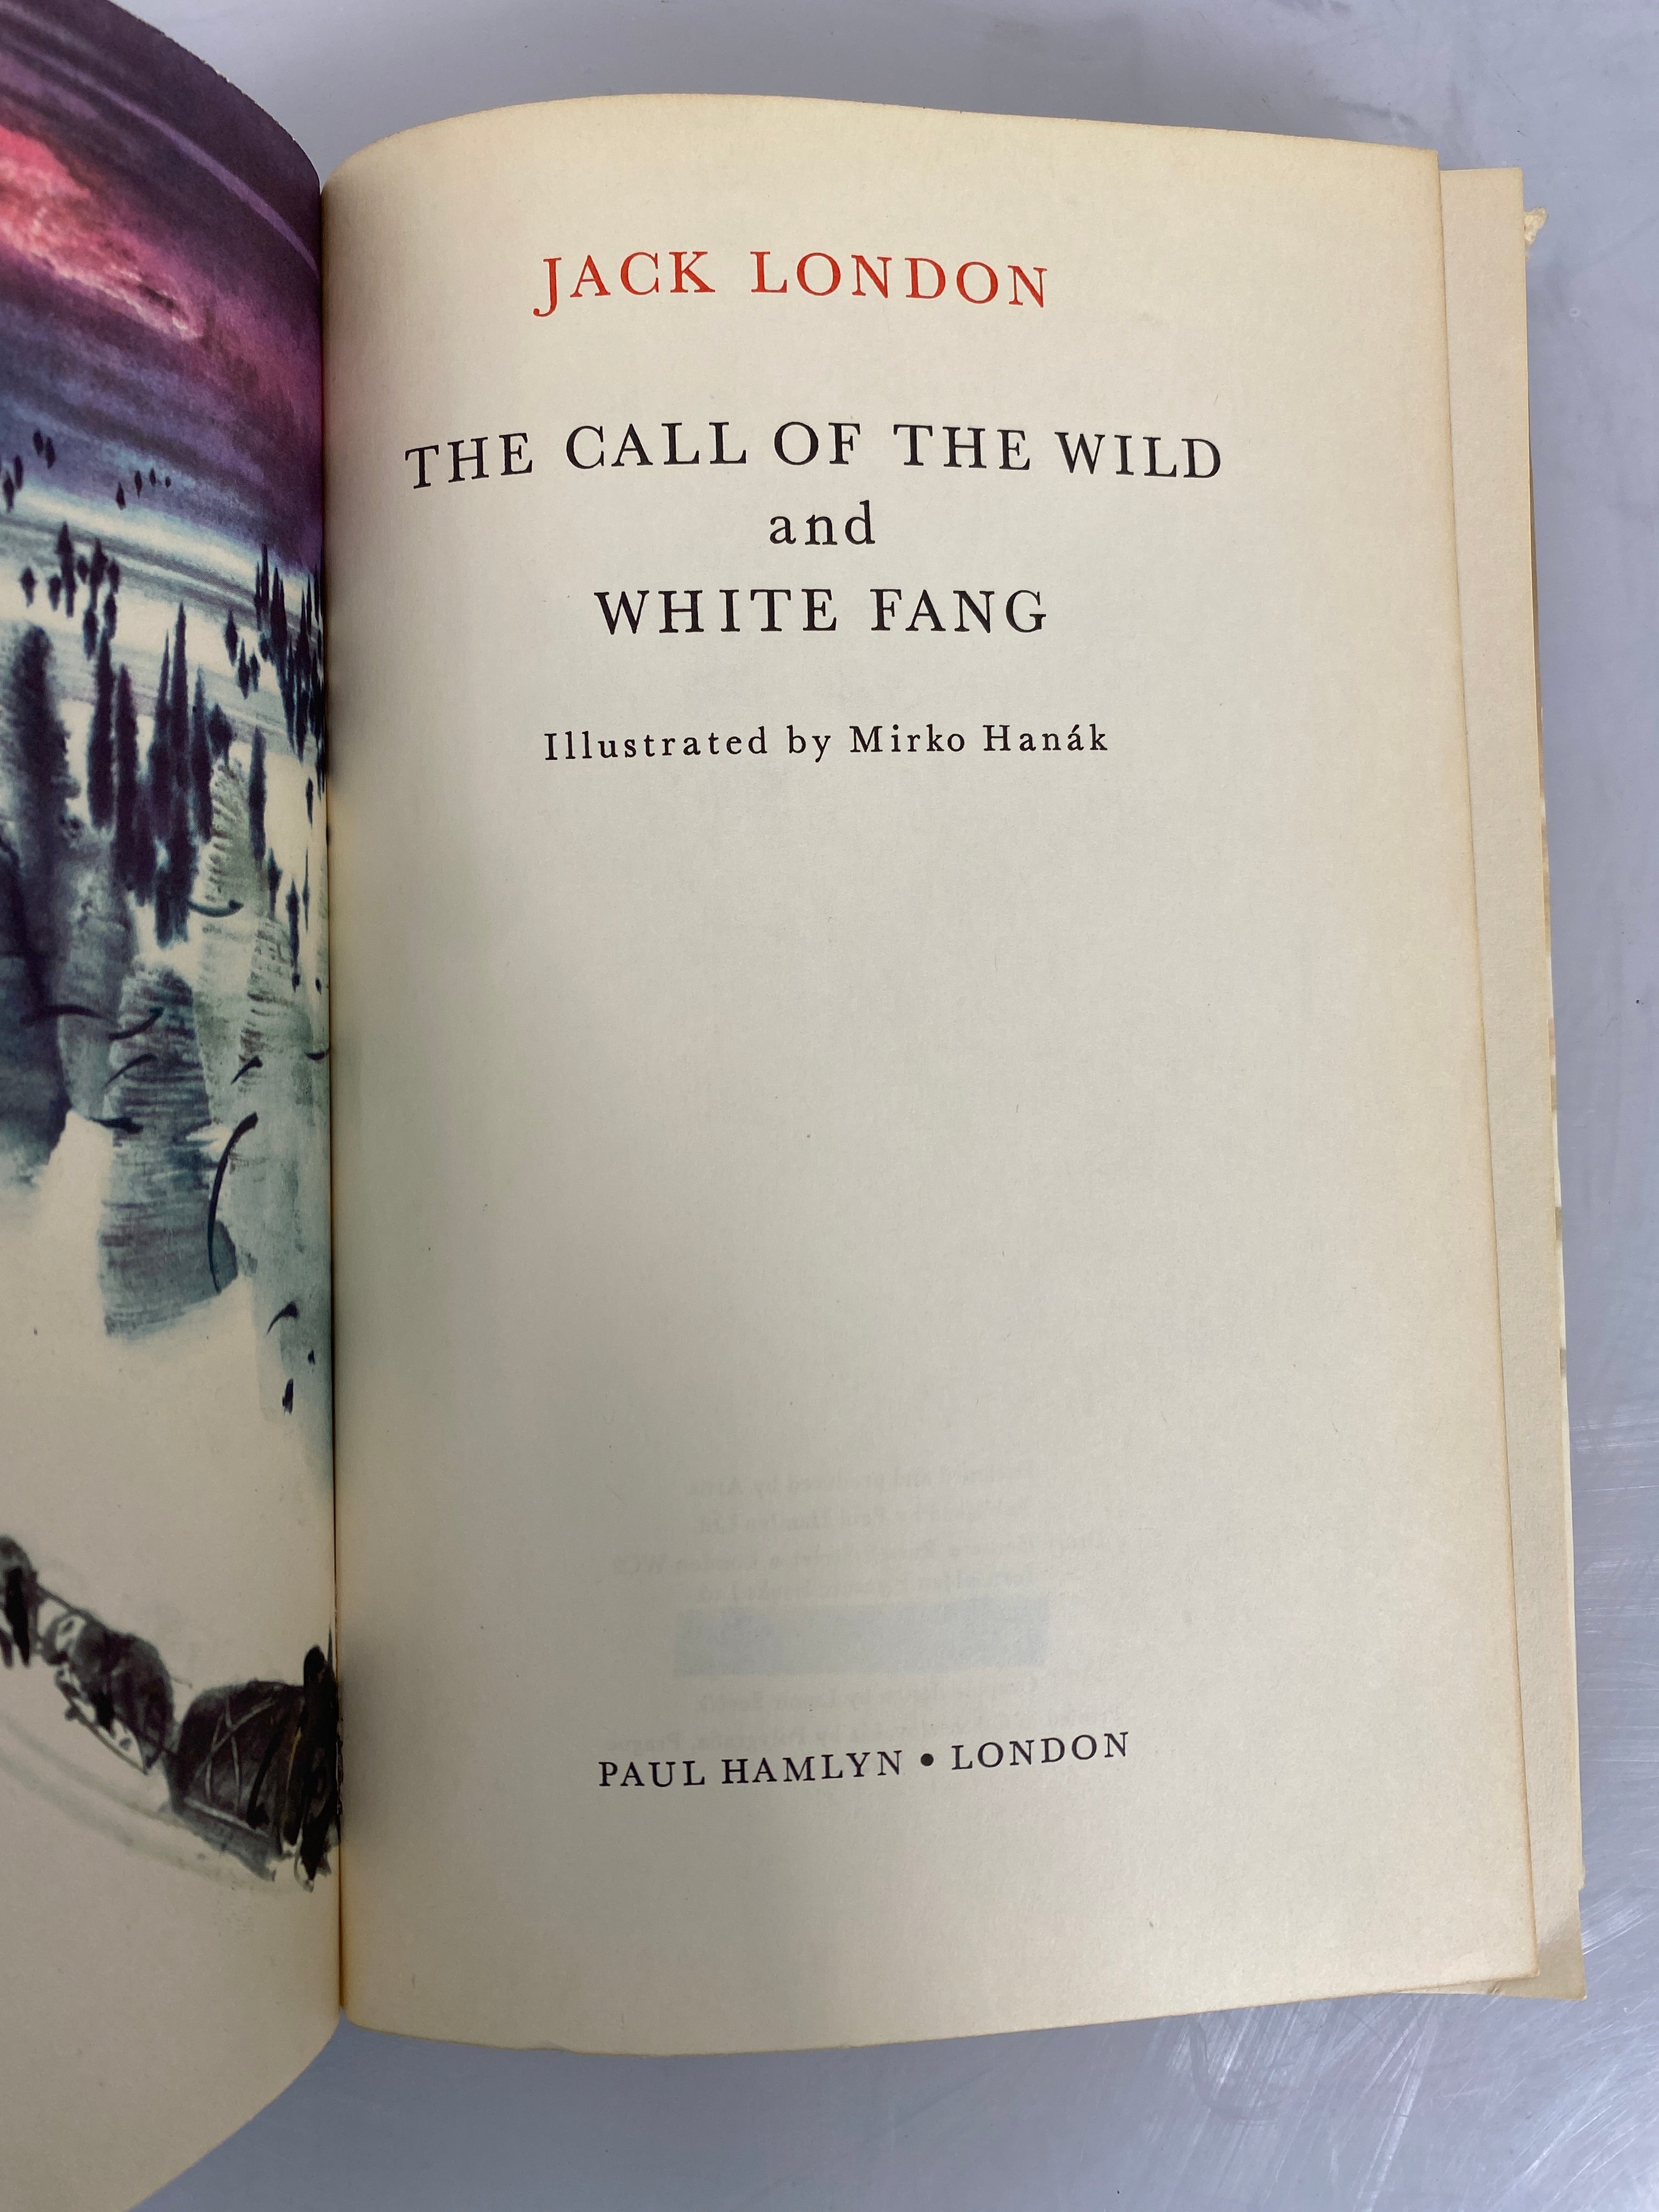 JACK LONDON
THE CALL OF THE WILD
and
WHITE FANG
Illustrated by Mirko Hanák
PAUL HAMLYN • LONDON